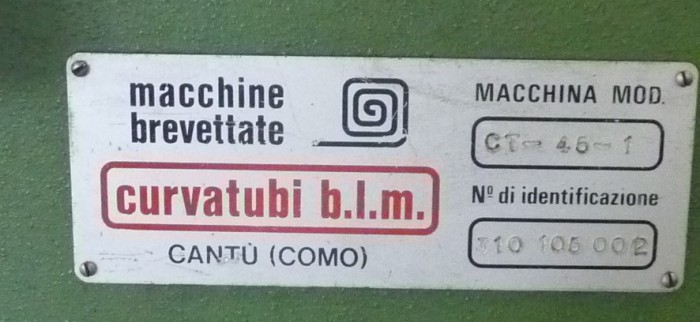 macchine
brevettate
curvatubi b.l.m.
CANTÙ (COMO)
MACCHINA MOD.
CT-45-1
Nº di identificazione
310 105 002